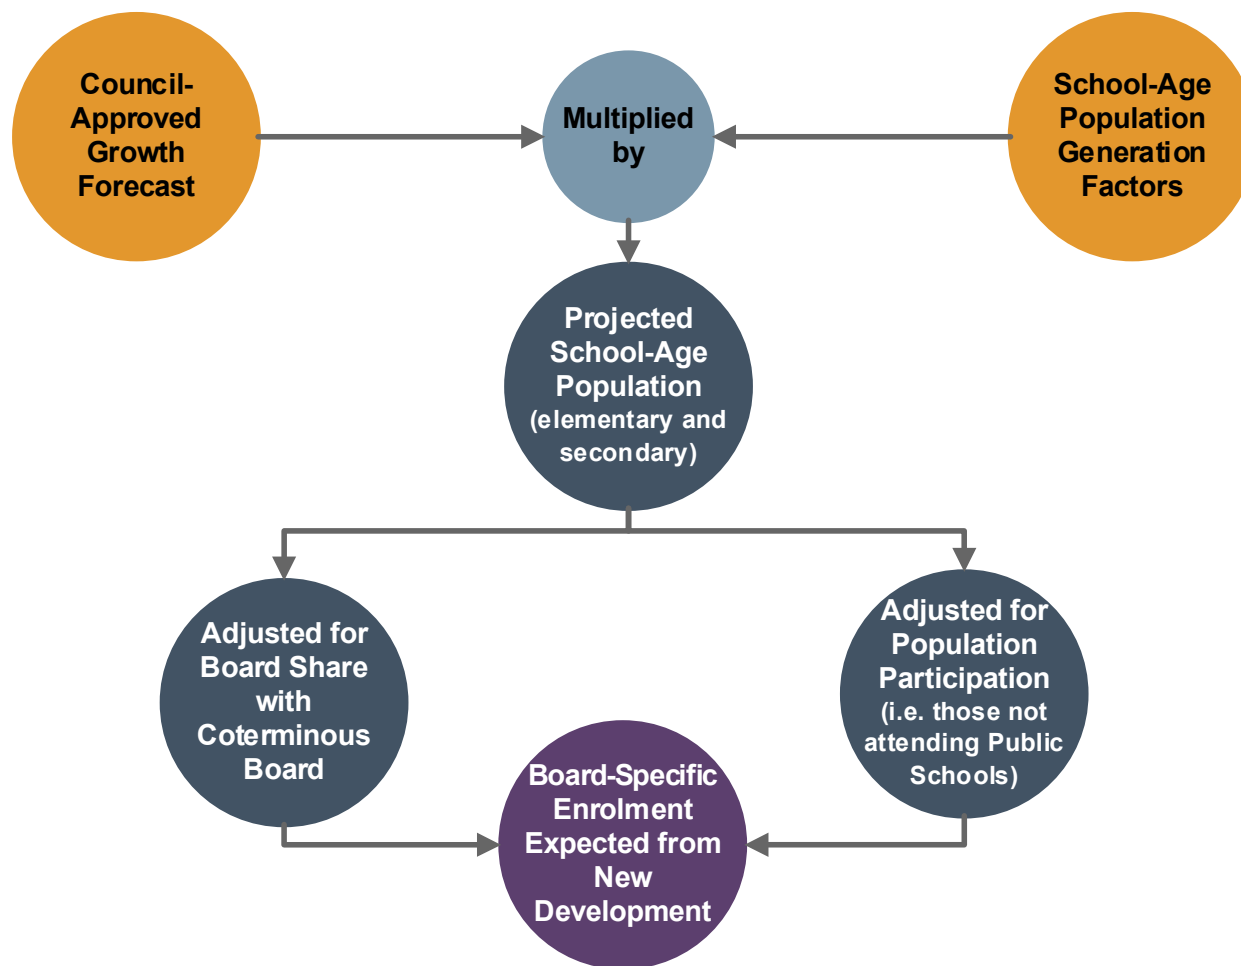 Council-
Approved
Growth
Forecast
Multiplied
by
School-Age
Population
Generation
Factors
Projected
School-Age
Population
(elementary and
secondary)
Adjusted for
Board Share
with
Coterminous
Board
Adjusted for
Population
Participation
(i.e. those not
attending Public
Schools)
Board-Specific
Enrolment
Expected from
New
Development